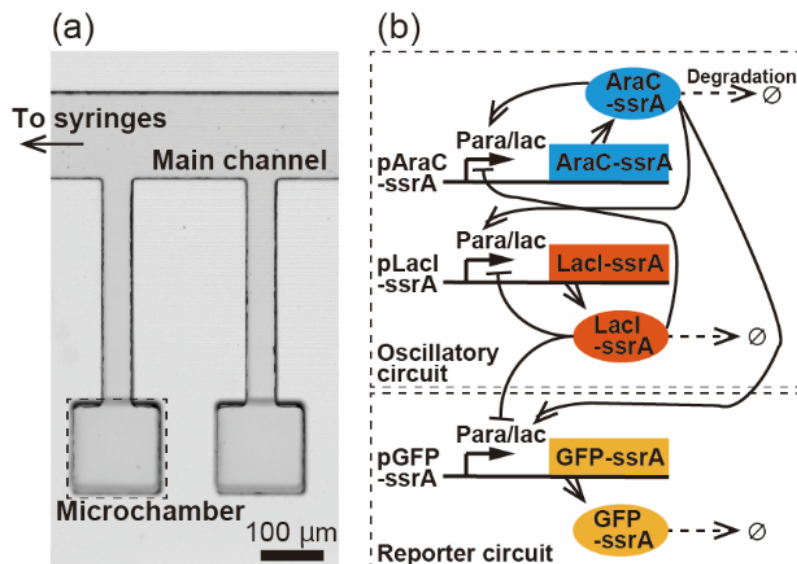 (a)
To syringes
Main channel
Microchamber
100 µm
(b)
AraC
-ssrA
Degradation
∅
Para/lac
pAraC
-ssrA
AraC-ssrA
Para/lac
pLacI
-ssrA
LacI-ssrA
LacI
-ssrA
∅
Oscillatory
circuit
Para/lac
pGFP
-ssrA
GFP-ssrA
GFP
-ssrA
∅
Reporter circuit